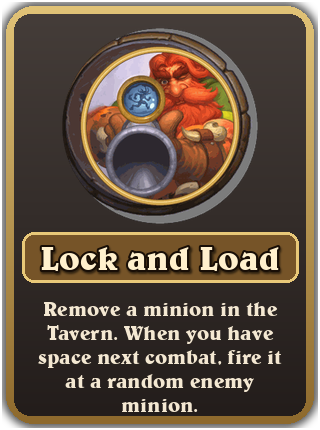 Lock and Load
Remove a minion in the
Tavern. When you have
space next combat, fire it
at a random enemy
minion.